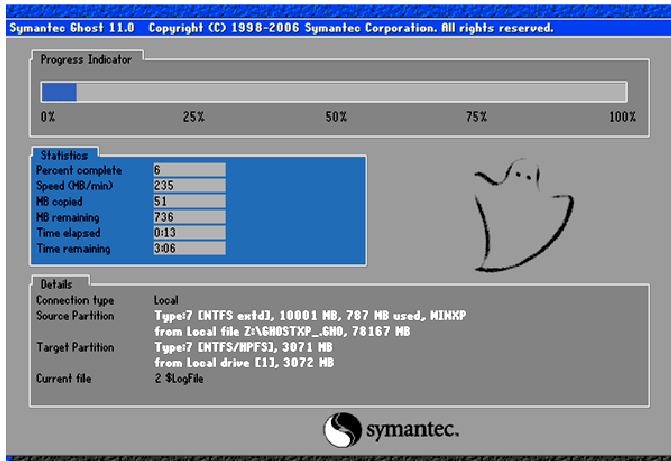 Symantec Ghost 11.0 Copyright (C) 1998-2006 Symantec Corporation. All rights reserved.
Progress Indicator
0% 25% 50% 75% 100%
Statistics
Percent complete 6
Speed (MB/min) 235
MB copied 51
MB remaining 736
Time elapsed 0:13
Time remaining 3:06
Details
Connection type Local
Source Partition Type:7 [NTFS extd], 10001 MB, 787 MB used, WINXP
from Local file Z:\GHOSTXP_.GHO, 78167 MB
Target Partition Type:7 [NTFS/HPFS], 3071 MB
from Local drive [1], 3072 MB
Current file 2 $LogFile
symantec.